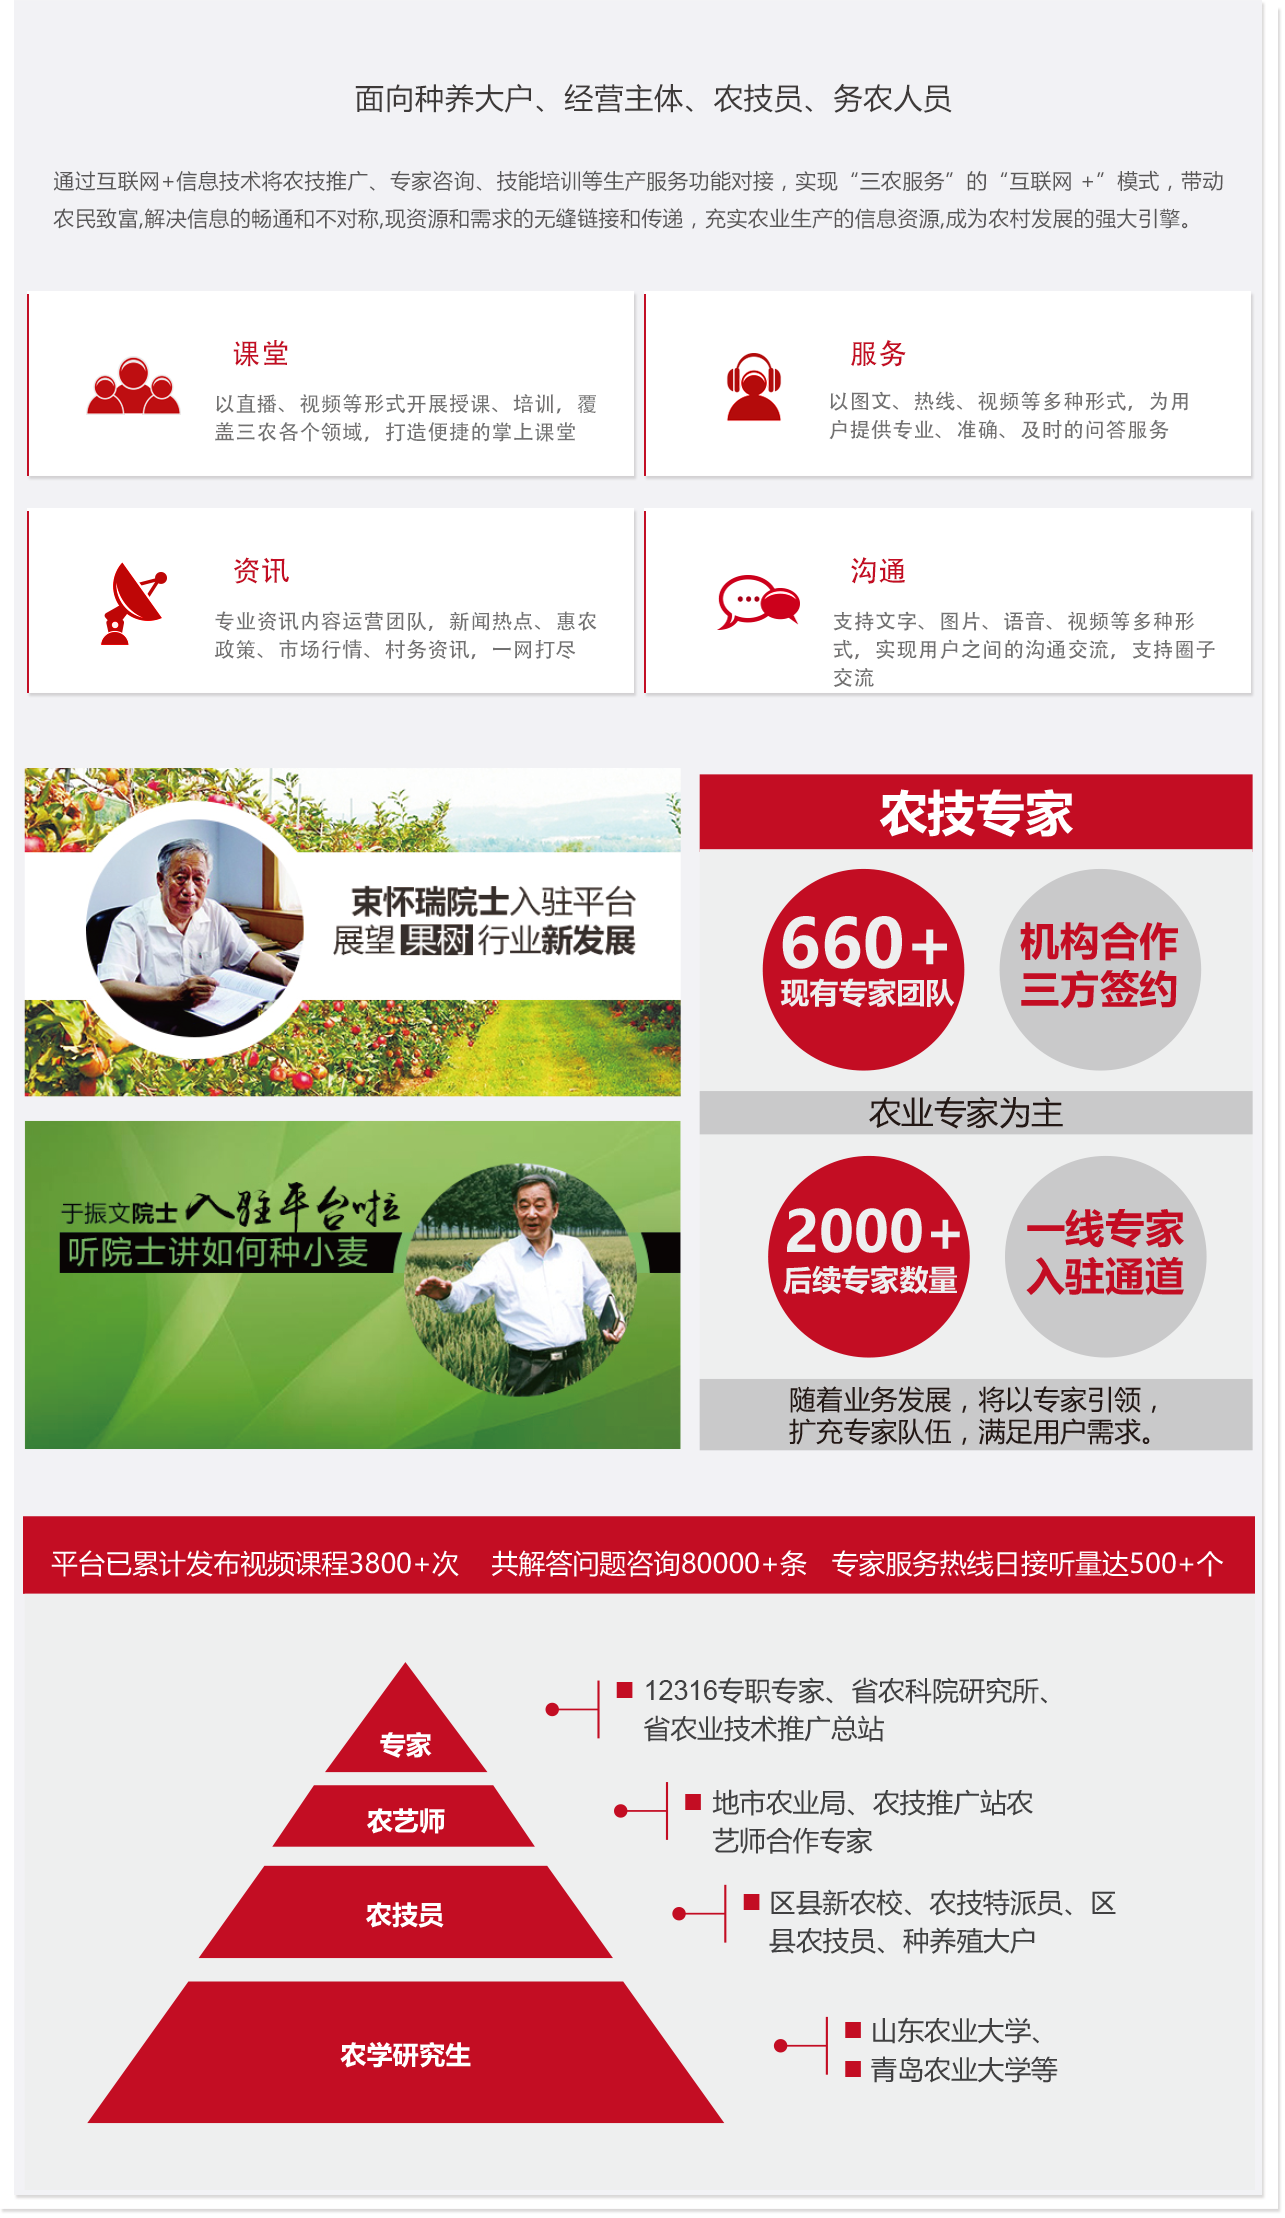 面向种养大户、经营主体、农技员、务农人员
通过互联网+信息技术将农技推广、专家咨询、技能培训等生产服务功能对接，实现“三农服务”的“互联网 +”模式，带动
农民致富,解决信息的畅通和不对称,现资源和需求的无缝链接和传递，充实农业生产的信息资源,成为农村发展的强大引擎。
课堂
以直播、视频等形式开展授课、培训，覆
盖三农各个领域，打造便捷的掌上课堂
服务
以图文、热线、视频等多种形式，为用
户提供专业、准确、及时的问答服务
资讯
专业资讯内容运营团队，新闻热点、惠农
政策、市场行情、村务资讯，一网打尽
沟通
支持文字、图片、语音、视频等多种形
式，实现用户之间的沟通交流，支持圈子
交流
束怀瑞院士入驻平台
展望 果树 行业新发展
于振文院士 入驻平台啦
听院士讲如何种小麦
农技专家
660+
现有专家团队
机构合作
三方签约
农业专家为主
2000+
后续专家数量
一线专家
入驻通道
随着业务发展，将以专家引领，
扩充专家队伍，满足用户需求。
平台已累计发布视频课程3800+次 共解答问题咨询80000+条 专家服务热线日接听量达500+个
专家
12316专职专家、省农科院研究所、
省农业技术推广总站
农艺师
地市农业局、农技推广站农
艺师合作专家
农技员
区县新农校、农技特派员、区
县农技员、种养殖大户
农学研究生
山东农业大学、
青岛农业大学等